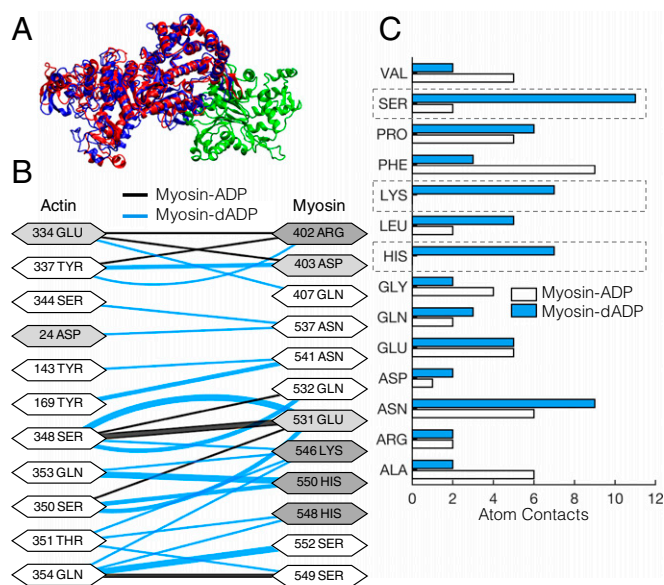 A
B
Myosin-ADP
Myosin-dADP
Actin
Myosin
334 GLU
402 ARG
337 TYR
403 ASP
344 SER
407 GLN
24 ASP
537 ASN
143 TYR
541 ASN
169 TYR
532 GLN
348 SER
531 GLU
353 GLN
546 LYS
350 SER
550 HIS
351 THR
548 HIS
354 GLN
552 SER
549 SER
C
VAL
SER
PRO
PHE
LYS
LEU
HIS
GLY
GLN
GLU
ASP
ASN
ARG
ALA
Myosin-ADP
Myosin-dADP
0 2 4 6 8 10 12
Atom Contacts